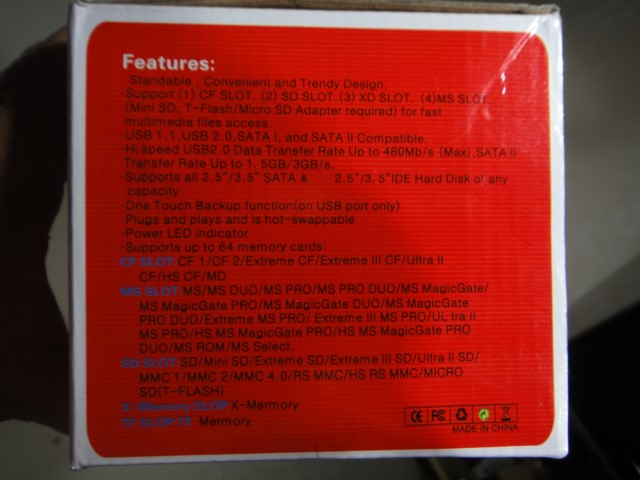 Features:
·Standable , Convenient and Trendy Design.
·Support (1) CF SLOT. (2) SD SLOT.(3) XD SLOT. (4)MS SLOT.
(Mini SD, T-Flash/Micro SD Adapter required) for fast
multimedia files access.
·USB 1.1,USB 2.0,SATA I, and SATA II Compatible.
·Hi speed USB2.0 Data Transfer Rate Up to 480Mb/s (Max),SATA II
Transfer Rate Up to 1.5GB/3GB/s.
·Supports all 2.5"/3.5" SATA & 2.5"/3.5"IDE Hard Disk of any
capacity
·One Touch Backup function(on USB port only)
·Plugs and plays and is hot-swappable
·Power LED indicator
·Supports up to 64 memory cards:
CF SLOT:CF 1/CF 2/Extreme CF/Extreme III CF/Ultra II
CF/HS CF/MD
MS SLOT:MS/MS DUO/MS PRO/MS PRO DUO/MS MagicGate/
MS MagicGate PRO/MS MagicGate DUO/MS MagicGate
PRO DUO/Extreme MS PRO/ Extreme III MS PRO/UL tra II
MS PRO/HS MS MagicGate PRO/HS MS MagicGate PRO
DUO/MS ROM/MS Select.
SD SLOT:SD/Mini SD/Extreme SD/Extreme III SD/Ultra II SD/
MMC 1/MMC 2/MMC 4.0/RS MMC/HS RS MMC/MICRO
SD(T-FLASH)
X-Memory SLOP:X-Mermory
TF SLOP:TF Mermory
CE FC
MADE IN CHINA